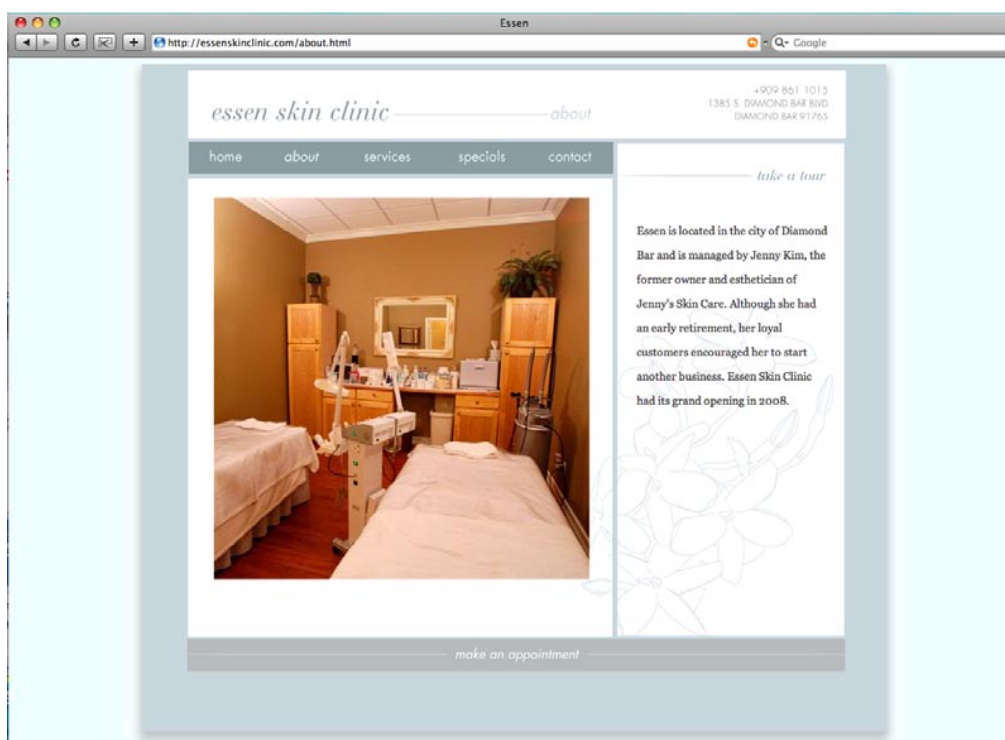 Essen
http://essenskinclinic.com/about.html
Google
essen skin clinic
about
+909 861 1015
1385 S. DIAMOND BAR BLVD
DIAMOND BAR 91765
home about services specials contact
take a tour
Essen is located in the city of Diamond
Bar and is managed by Jenny Kim, the
former owner and esthetician of
Jenny's Skin Care. Although she had
an early retirement, her loyal
customers encouraged her to start
another business. Essen Skin Clinic
had its grand opening in 2008.
make an appointment